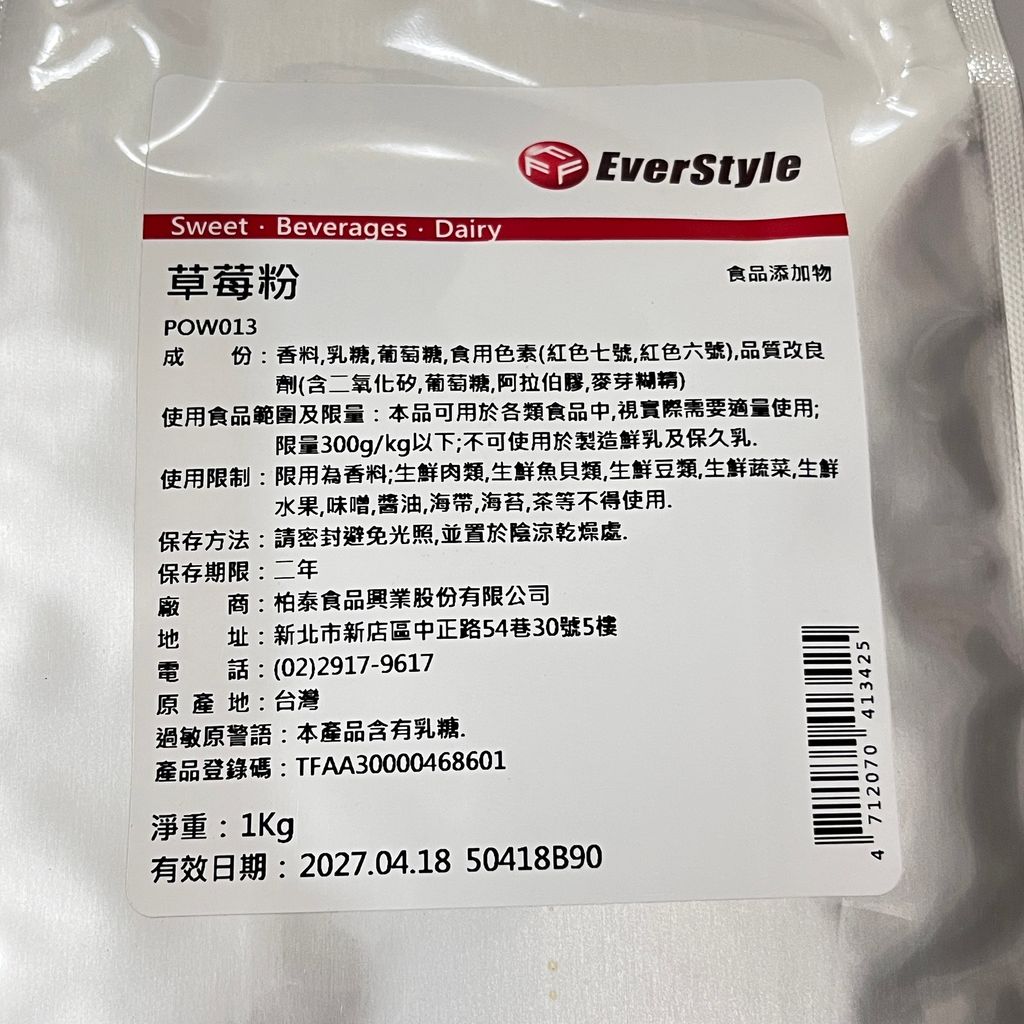 EverStyle
Sweet · Beverages · Dairy
草莓粉
食品添加物
POW013
成 份：香料,乳糖,葡萄糖,食用色素(紅色七號,紅色六號),品質改良
劑(含二氧化矽,葡萄糖,阿拉伯膠,麥芽糊精)
使用食品範圍及限量：本品可用於各類食品中,視實際需要適量使用;
限量300g/kg以下;不可使用於製造鮮乳及保久乳.
使用限制：限用為香料;生鮮肉類,生鮮魚貝類,生鮮豆類,生鮮蔬菜,生鮮
水果,味噌,醬油,海帶,海苔,茶等不得使用.
保存方法：請密封避免光照,並置於陰涼乾燥處.
保存期限：二年
廠 商：柏泰食品興業股份有限公司
地 址：新北市新店區中正路54巷30號5樓
電 話：(02)2917-9617
原 產 地：台灣
過敏原警語：本產品含有乳糖.
產品登錄碼：TFAA30000468601
淨重：1Kg
有效日期：2027.04.18 50418B90
4 712070 413425